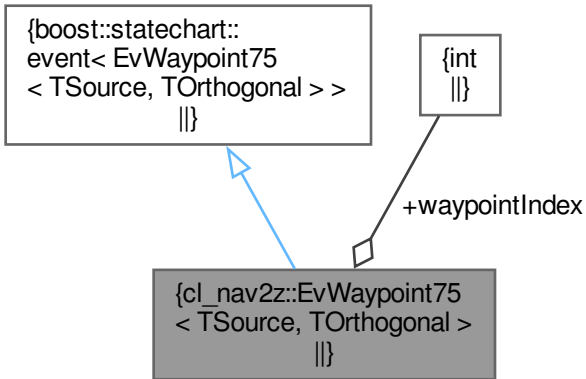 {boost::statechart::
event< EvWaypoint75
< TSource, TOrthogonal > >
||}
{int
||}
+waypointIndex
{cl_nav2z::EvWaypoint75
< TSource, TOrthogonal >
||}